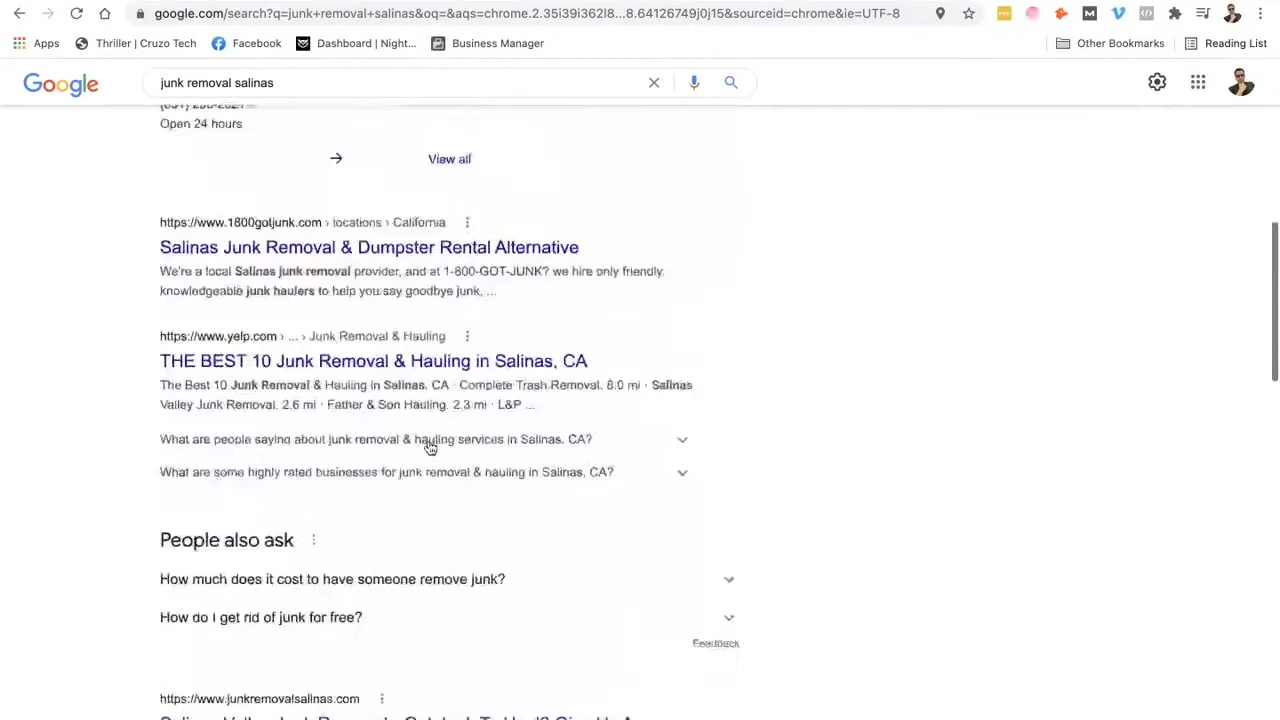 google.com/search?q=junk+removal+salinas&oq=&aqs=chrome.2.35i39i362l8...8.64126749j0j15&sourceid=chrome&ie=UTF-8
Apps Thriller | Cruzo Tech Facebook Dashboard | Night... Business Manager Other Bookmarks Reading List
Google junk removal salinas
Open 24 hours
View all
https://www.1800gotjunk.com › locations › California
Salinas Junk Removal & Dumpster Rental Alternative
We're a local Salinas junk removal provider, and at 1-800-GOT-JUNK? we hire only friendly,
knowledgeable junk haulers to help you say goodbye junk, ...
https://www.yelp.com › ... › Junk Removal & Hauling
THE BEST 10 Junk Removal & Hauling in Salinas, CA
The Best 10 Junk Removal & Hauling in Salinas, CA · Complete Trash Removal. 8.0 mi · Salinas
Valley Junk Removal. 2.6 mi · Father & Son Hauling. 2.3 mi · L&P ...
What are people saying about junk removal & hauling services in Salinas, CA?
What are some highly rated businesses for junk removal & hauling in Salinas, CA?
People also ask
How much does it cost to have someone remove junk?
How do I get rid of junk for free?
Feedback
https://www.junkremovalsalinas.com